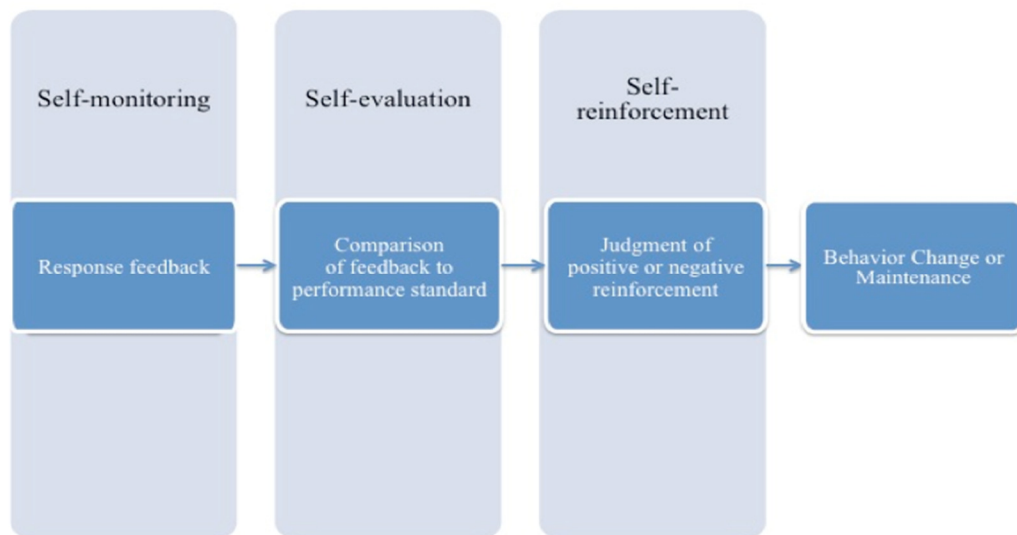 Self-monitoring
Self-evaluation
Self-
reinforcement
Response feedback
Comparison
of feedback to
performance standard
Judgment of
positive or negative
reinforcement
Behavior Change or
Maintenance